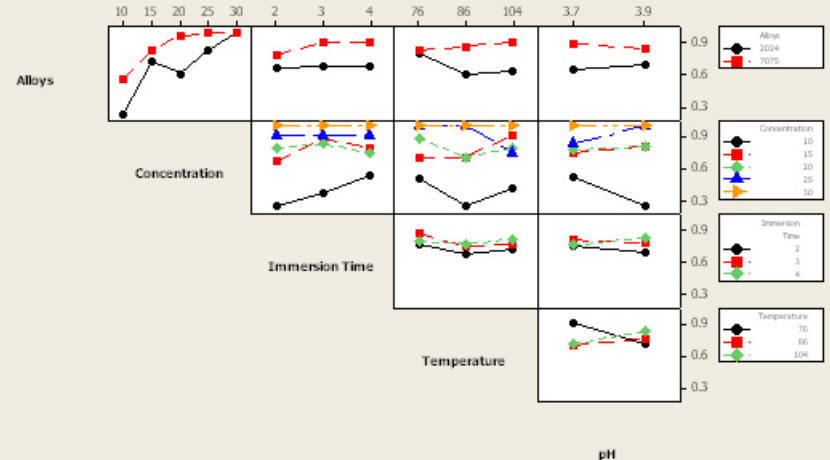 10 15 20 25 30 2 3 4 76 86 104 3.7 3.9
Alloys
0.9
0.6
0.3
Alloys
2024
7075
Concentration
0.9
0.6
0.3
Concentration
10
15
20
25
30
Immersion Time
0.9
0.6
0.3
Immersion
Time
2
3
4
Temperature
0.9
0.6
0.3
Temperature
76
86
104
pH